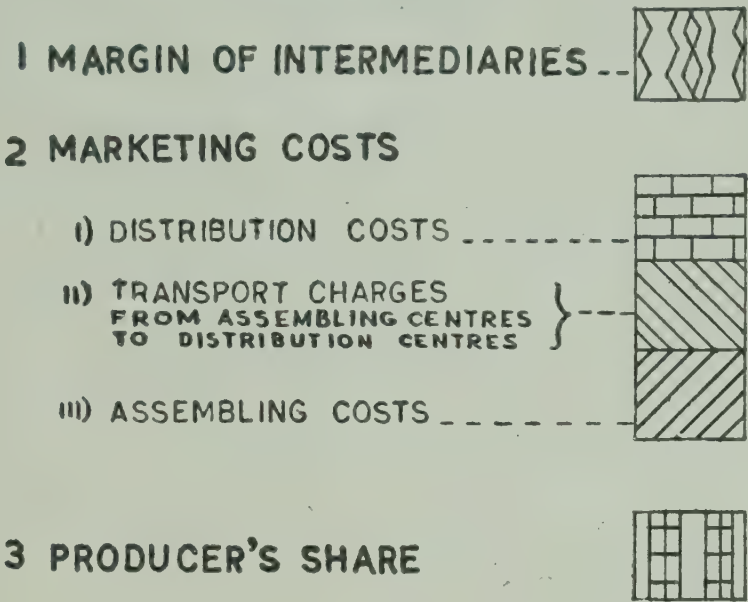 1 MARGIN OF INTERMEDIARIES
2 MARKETING COSTS
I) DISTRIBUTION COSTS
II) TRANSPORT CHARGES
FROM ASSEMBLING CENTRES
TO DISTRIBUTION CENTRES
III) ASSEMBLING COSTS
3 PRODUCER'S SHARE